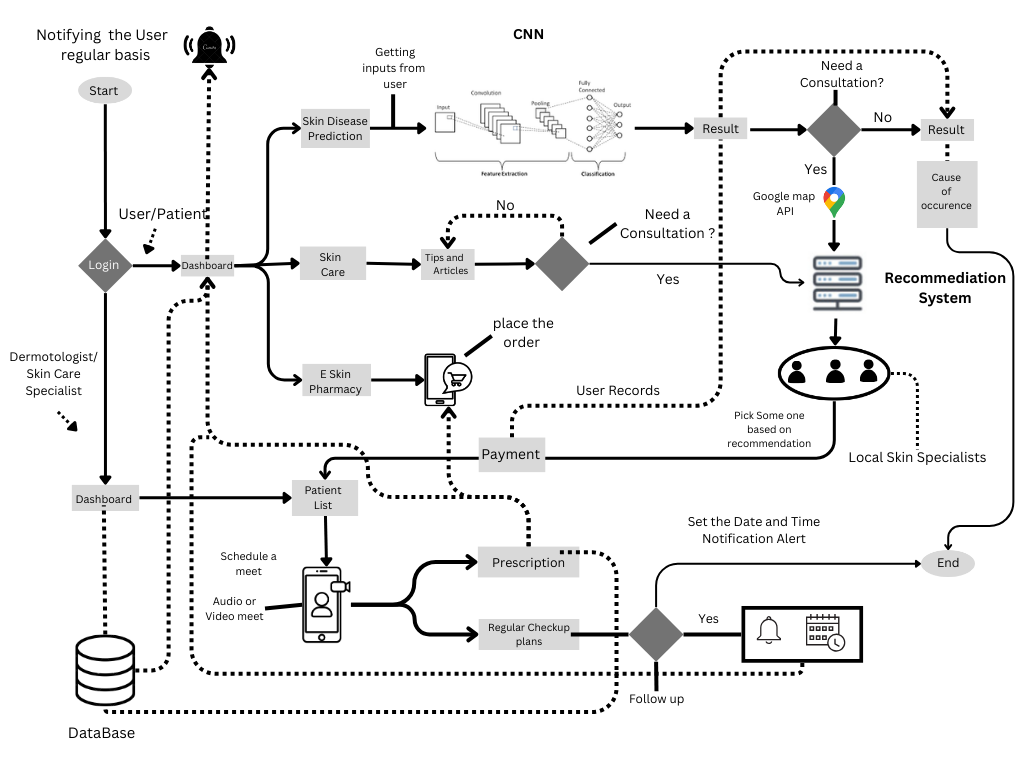 Notifying the User
regular basis
Start
CNN
Getting
inputs from
user
Need a
Consultation?
Skin Disease
Prediction
Input
Convolution
Pooling
Fully
Connected
Output
Feature Extraction
Classification
Result
No
Result
Yes
Google map
API
Cause
of
occurence
User/Patient
Login
Dashboard
Skin
Care
No
Tips and
Articles
Need a
Consultation ?
Yes
Recommediation
System
Dermotologist/
Skin Care
Specialist
E Skin
Pharmacy
place the
order
User Records
Pick Some one
based on
recommendation
Local Skin Specialists
Payment
Dashboard
Patient
List
Set the Date and Time
Notification Alert
Schedule a
meet
Prescription
End
Audio or
Video meet
Regular Checkup
plans
Yes
Follow up
DataBase